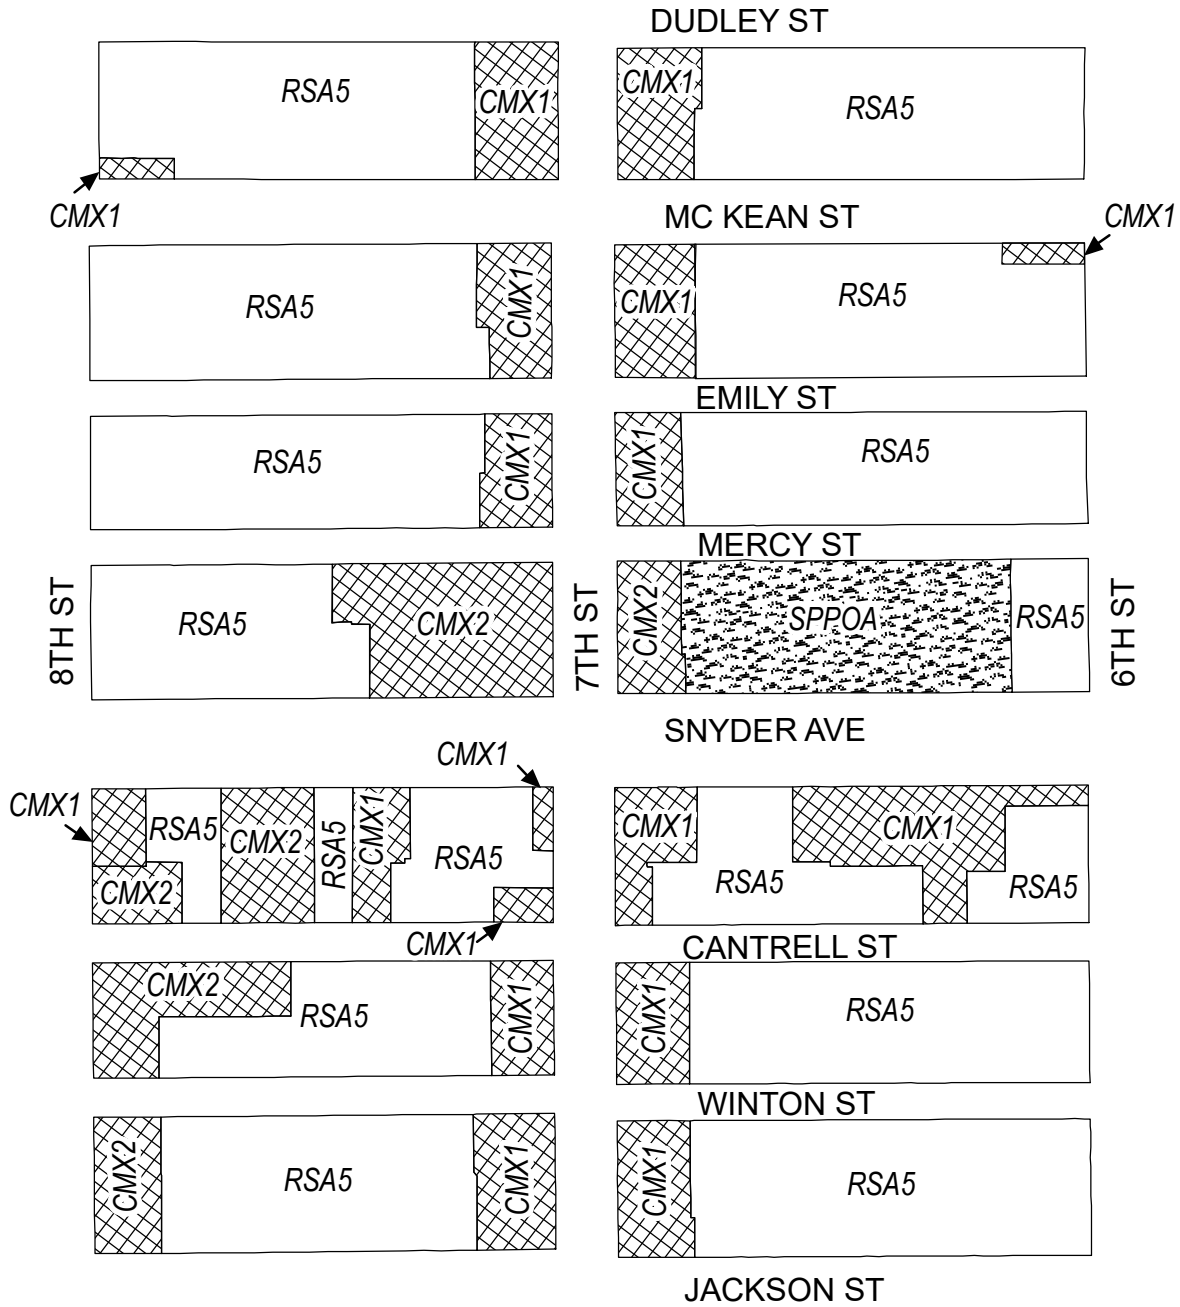 DUDLEY ST
RSA5
CMX1
CMX1
RSA5
CMX1
MC KEAN ST
CMX1
RSA5
CMX1
CMX1
RSA5
EMILY ST
RSA5
CMX1
CMX1
RSA5
MERCY ST
8TH ST
RSA5
CMX2
7TH ST
CMX2
SPPOA
RSA5
6TH ST
SNYDER AVE
CMX1
CMX1
RSA5
CMX2
CMX2
RSA5
CMX1
RSA5
CMX1
CMX1
RSA5
CMX1
RSA5
CANTRELL ST
CMX2
RSA5
CMX1
CMX1
RSA5
WINTON ST
CMX2
RSA5
CMX1
CMX1
RSA5
JACKSON ST